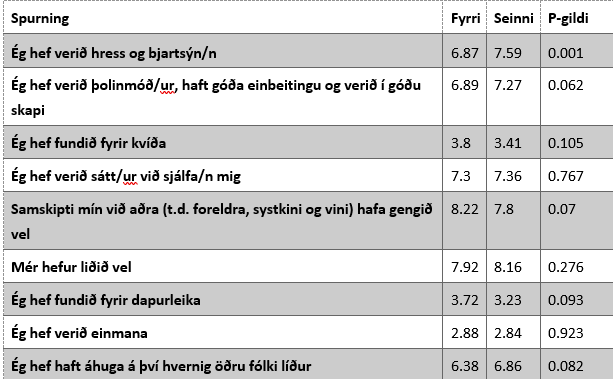 Spurning Fyrri Seinni P-gildi
Ég hef verið hress og bjartsýn/n 6.87 7.59 0.001
Ég hef verið þolinmóð/ur, haft góða einbeitingu og verið í góðu 6.89 7.27 0.062
skapi
Ég hef fundið fyrir kvíða 3.8 3.41 0.105
Ég hef verið sátt/ur við sjálfa/n mig 7.3 7.36 0.767
Samskipti mín við aðra (t.d. foreldra, systkini og vini) hafa gengið 8.22 7.8 0.07
vel
Mér hefur liðið vel 7.92 8.16 0.276
Ég hef fundið fyrir dapurleika 3.72 3.23 0.093
Ég hef verið einmana 2.88 2.84 0.923
Ég hef haft áhuga á því hvernig öðru fólki líður 6.38 6.86 0.082